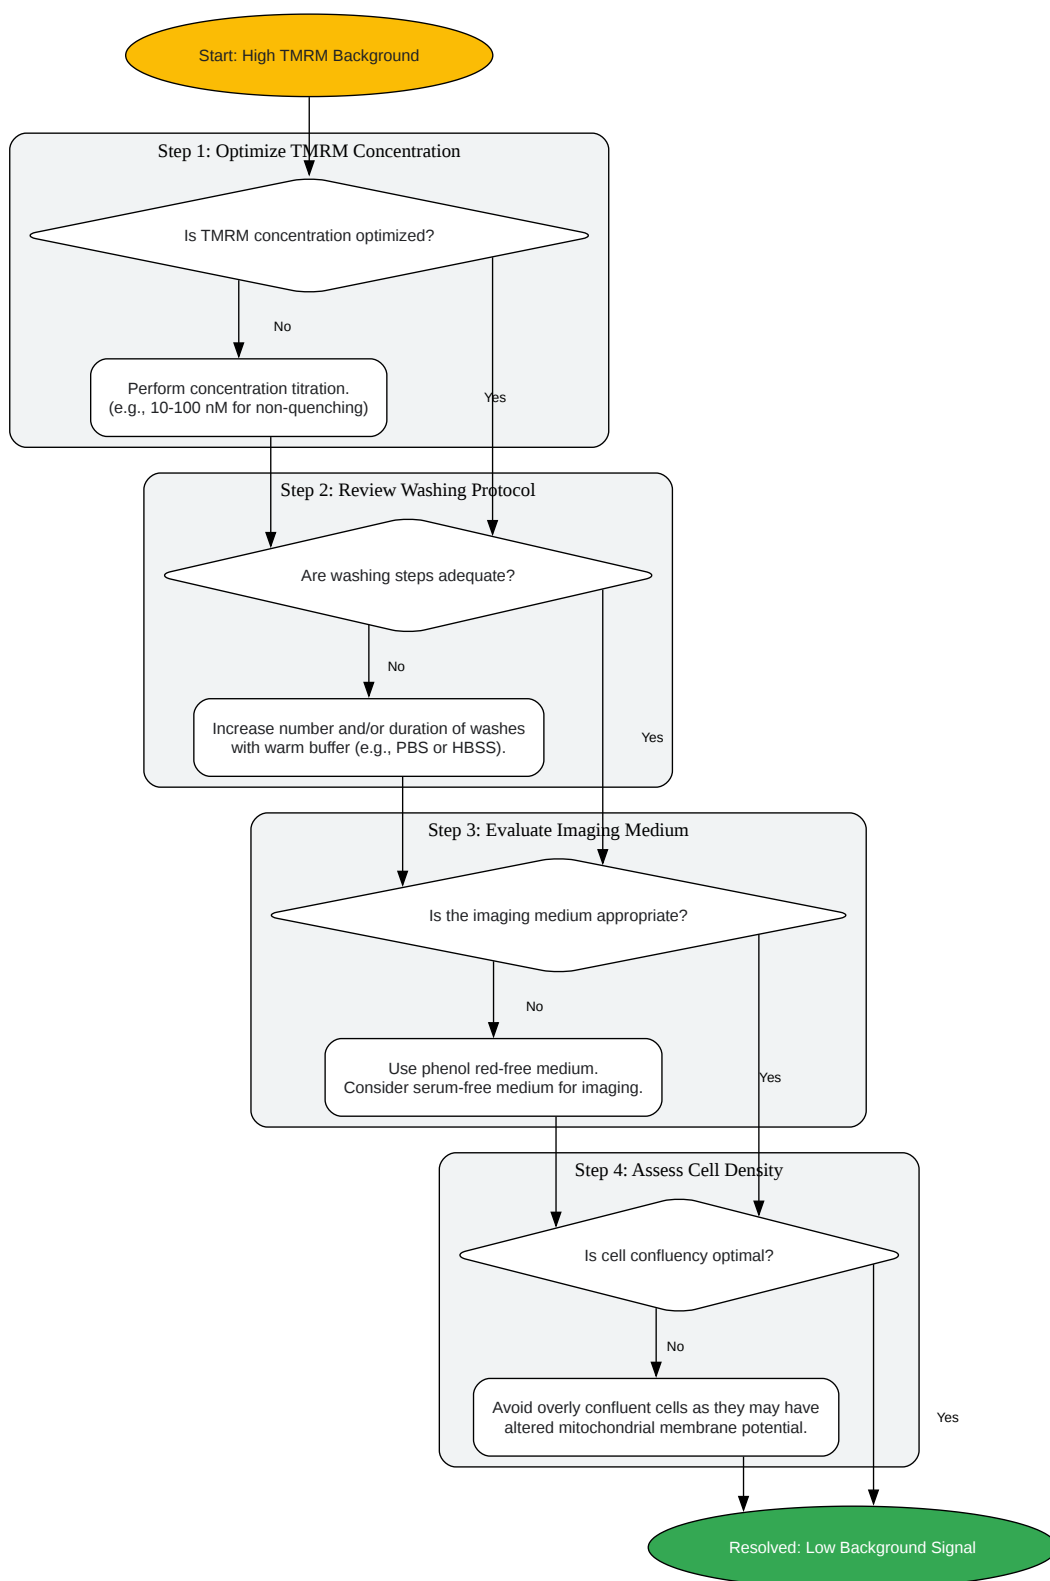 Start: High TMRM Background
Step 1: Optimize TMRM Concentration
Is TMRM concentration optimized?
No
Perform concentration titration.
(e.g., 10-100 nM for non-quenching)
Yes
Step 2: Review Washing Protocol
Are washing steps adequate?
No
Increase number and/or duration of washes
with warm buffer (e.g., PBS or HBSS).
Yes
Step 3: Evaluate Imaging Medium
Is the imaging medium appropriate?
No
Use phenol red-free medium.
Consider serum-free medium for imaging.
Yes
Step 4: Assess Cell Density
Is cell confluency optimal?
No
Avoid overly confluent cells as they may have
altered mitochondrial membrane potential.
Yes
Resolved: Low Background Signal